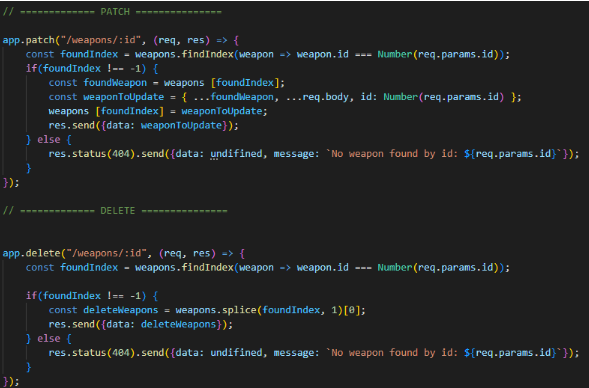 // ============= PATCH ===============
app.patch("/weapons/:id", (req, res) => {
    const foundIndex = weapons.findIndex(weapon => weapon.id === Number(req.params.id));
    if(foundIndex !== -1) {
        const foundWeapon = weapons [foundIndex];
        const weaponToUpdate = { ...foundWeapon, ...req.body, id: Number(req.params.id) };
        weapons [foundIndex] = weaponToUpdate;
        res.send({data: weaponToUpdate});
    } else {
        res.status(404).send({data: undifined, message: `No weapon found by id: ${req.params.id}`});
    }
});
// ============= DELETE ===============
app.delete("/weapons/:id", (req, res) => {
    const foundIndex = weapons.findIndex(weapon => weapon.id === Number(req.params.id));
    if(foundIndex !== -1) {
        const deleteWeapons = weapons.splice(foundIndex, 1)[0];
        res.send({data: deleteWeapons});
    } else {
        res.status(404).send({data: undifined, message: `No weapon found by id: ${req.params.id}`});
    }
});